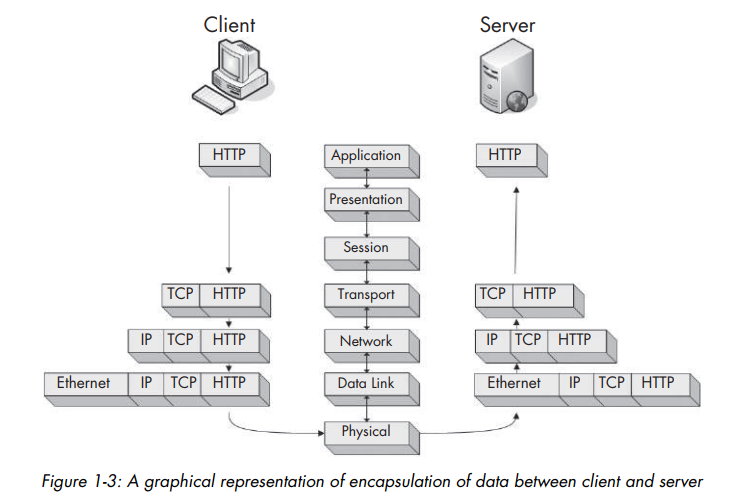 Client Server
HTTP Application HTTP
Presentation
Session
TCP HTTP Transport TCP HTTP
IP TCP HTTP Network IP TCP HTTP
Ethernet IP TCP HTTP Data Link Ethernet IP TCP HTTP
Physical
Figure 1-3: A graphical representation of encapsulation of data between client and server